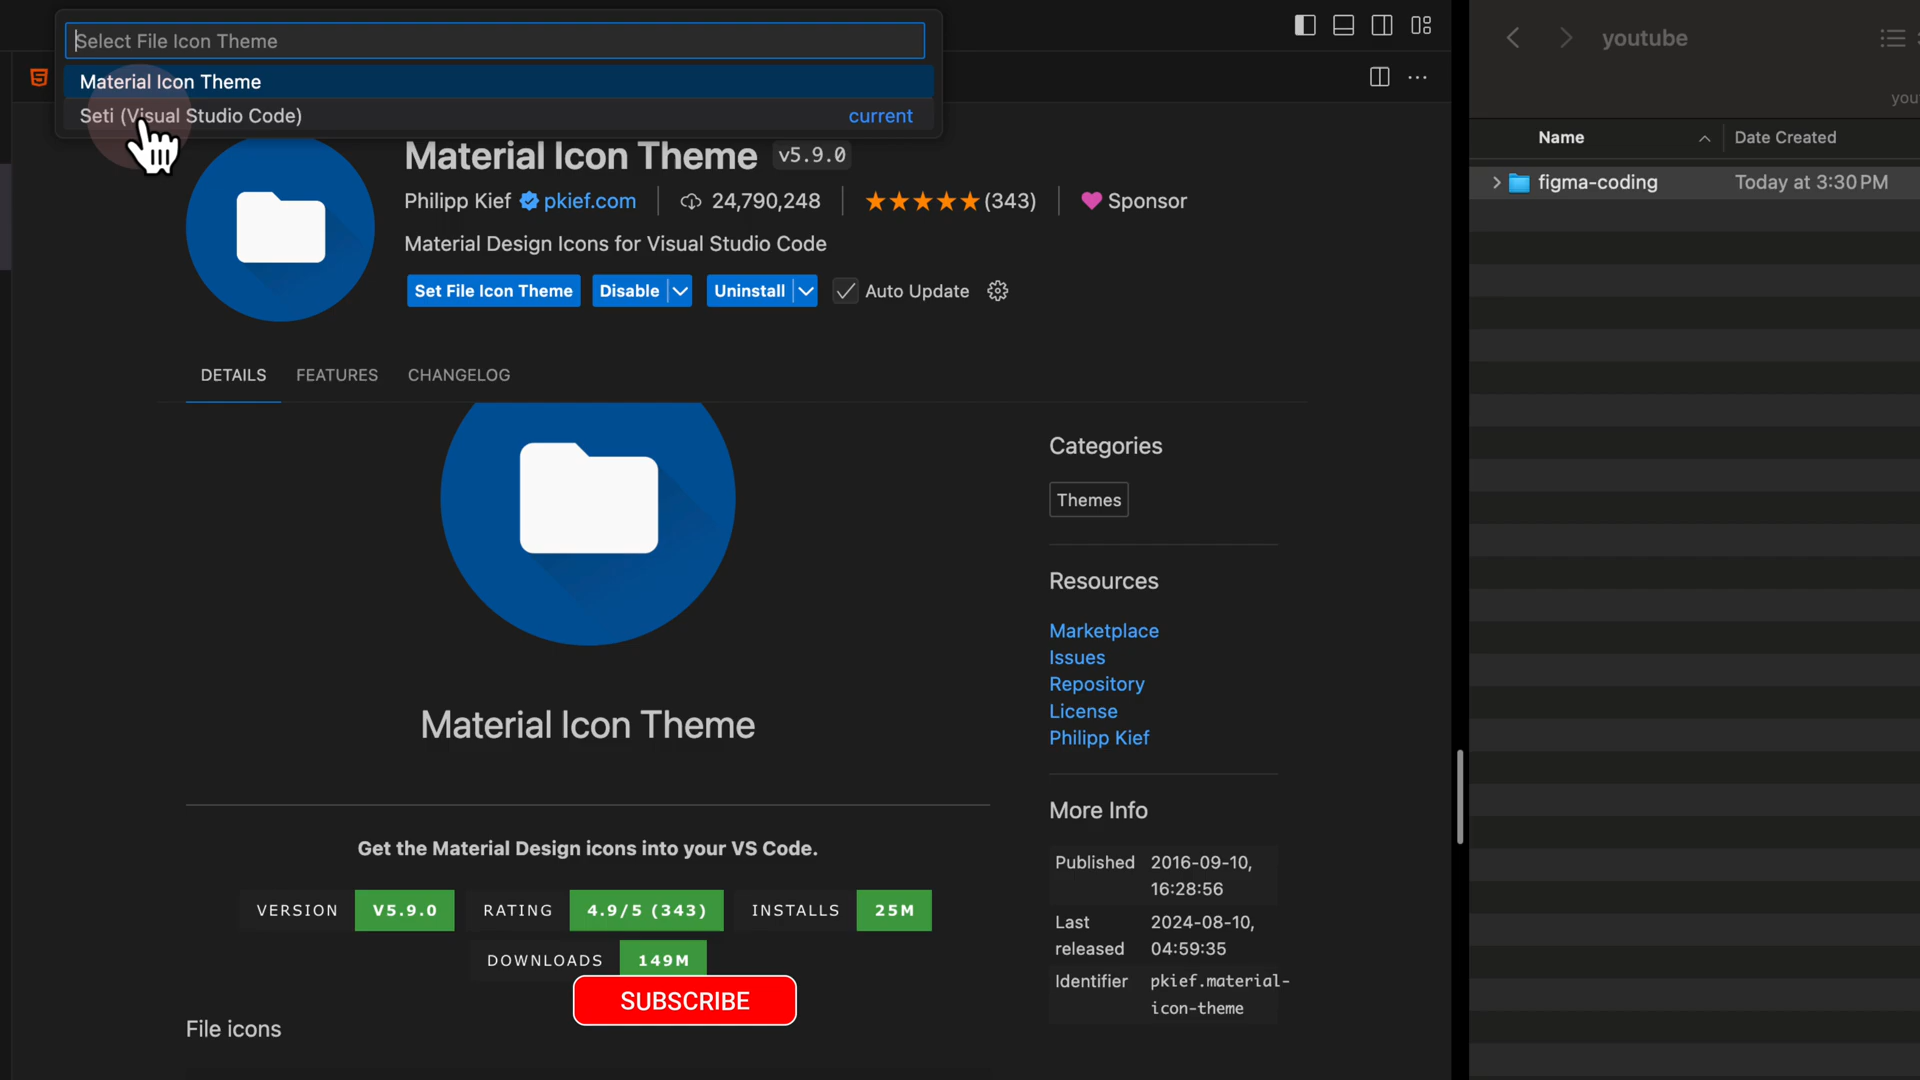 Select File Icon Theme
Material Icon Theme
Seti (Visual Studio Code) current
Material Icon Theme v5.9.0
Philipp Kief pkief.com 24,790,248 (343) Sponsor
Material Design Icons for Visual Studio Code
Set File Icon Theme Disable Uninstall Auto Update
DETAILS FEATURES CHANGELOG
Material Icon Theme
Get the Material Design icons into your VS Code.
VERSION V5.9.0 RATING 4.9/5 (343) INSTALLS 25M
DOWNLOADS 149M
SUBSCRIBE
File icons
Categories
Themes
Resources
Marketplace
Issues
Repository
License
Philipp Kief
More Info
Published 2016-09-10,
16:28:56
Last 2024-08-10,
released 04:59:35
Identifier pkief.material-
icon-theme
youtube
you
Name Date Created
figma-coding Today at 3:30 PM